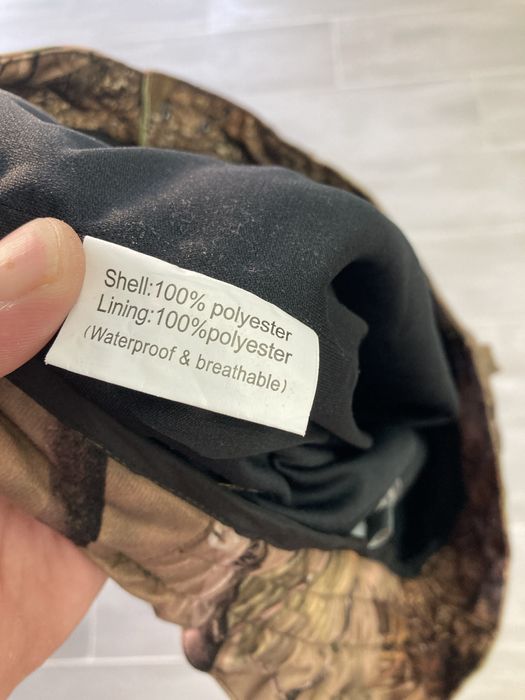 Shell:100% polyester
Lining:100%polyester
(Waterproof & breathable)